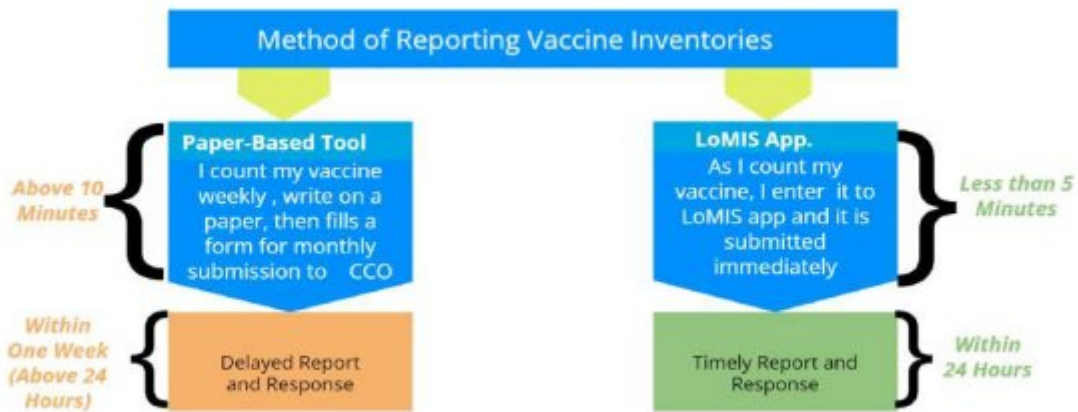 Method of Reporting Vaccine Inventories
Above 10
Minutes
Paper-Based Tool
I count my vaccine
weekly , write on a
paper, then fills a
form for monthly
submission to CCO
LoMIS App.
As I count my
vaccine, I enter it to
LoMIS app and it is
submitted
immediately
Less than 5
Minutes
Within
One Week
(Above 24
Hours)
Delayed Report
and Response
Timely Report and
Response
Within
24 Hours